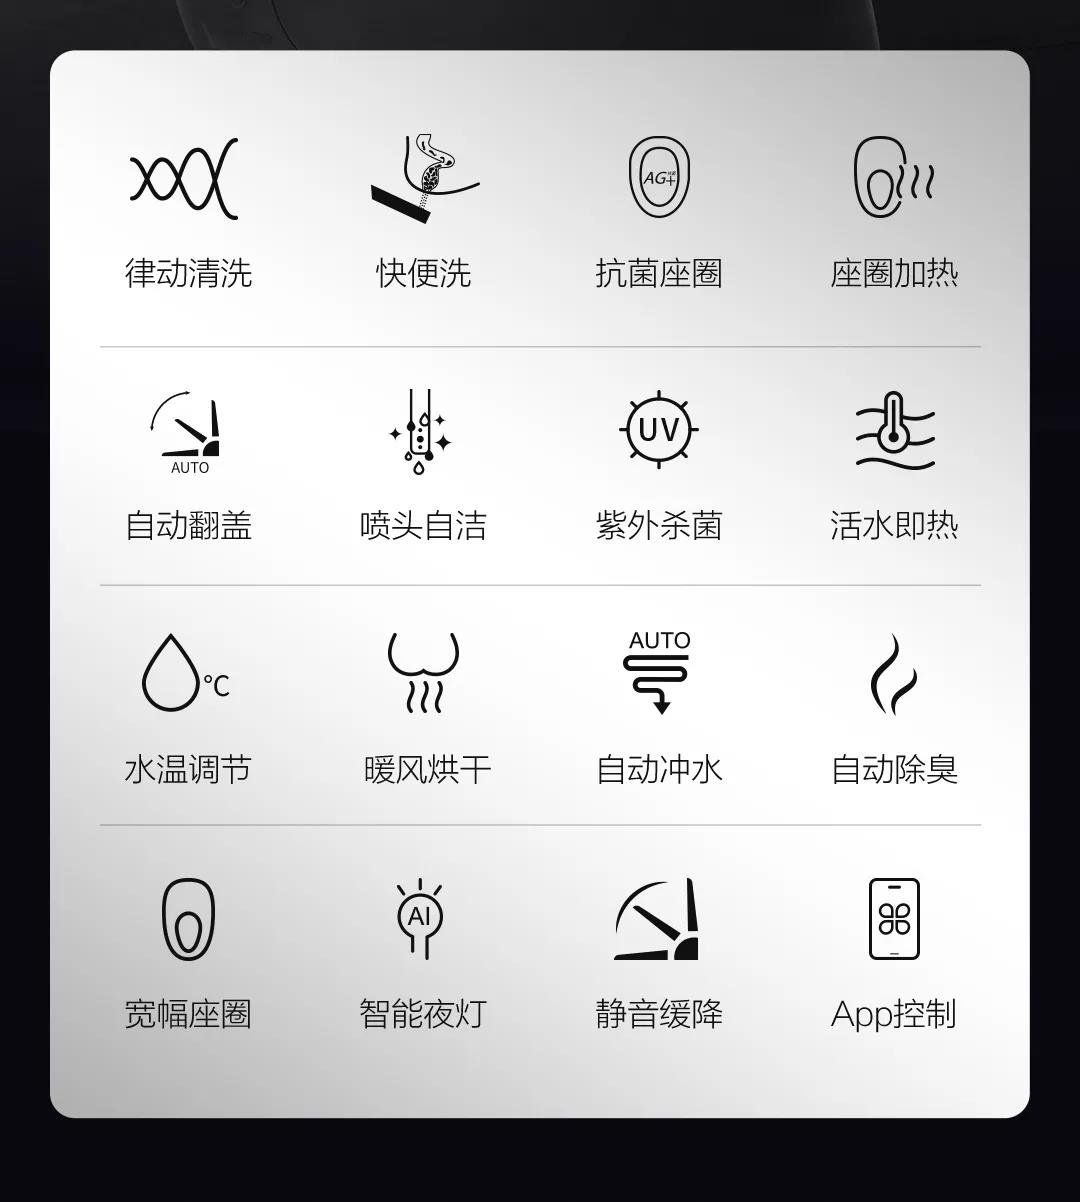 AG+
律动清洗 快便洗 抗菌座圈 座圈加热
AUTO
UV
自动翻盖 喷头自洁 紫外杀菌 活水即热
°C
AUTO
水温调节 暖风烘干 自动冲水 自动除臭
AI
宽幅座圈 智能夜灯 静音缓降 App控制